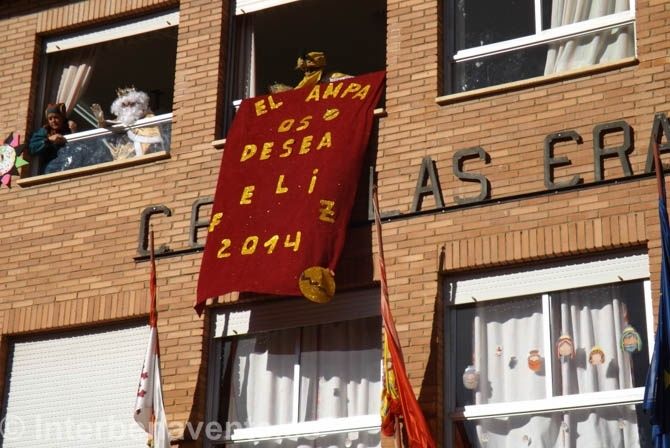 EL AMPA
OS
DESEA
FELIZ
2014
LAS ERA
© Interbenavente